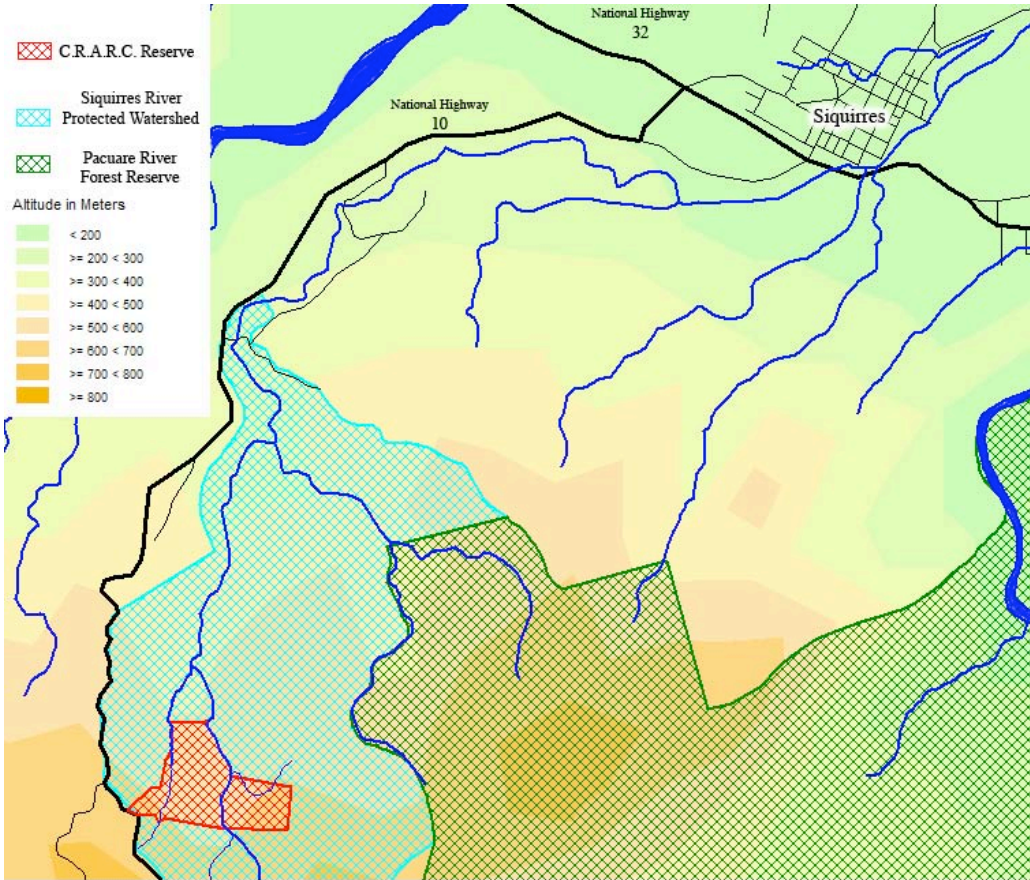 C.R.A.R.C. Reserve
Siquirres River
Protected Watershed
Pacuare River
Forest Reserve
Altitude in Meters
< 200
>= 200 < 300
>= 300 < 400
>= 400 < 500
>= 500 < 600
>= 600 < 700
>= 700 < 800
>= 800
National Highway
32
National Highway
10
Siquirres